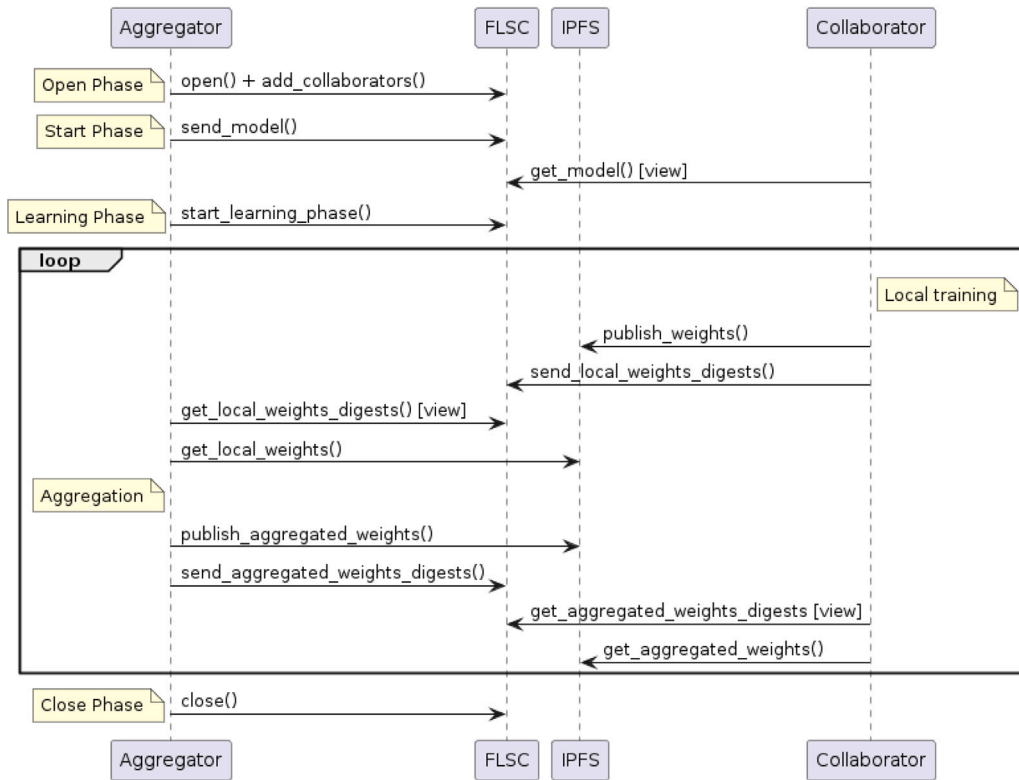 Aggregator
FLSC
IPFS
Collaborator
Open Phase
open() + add_collaborators()
Start Phase
send_model()
get_model() [view]
Learning Phase
start_learning_phase()
loop
Local training
publish_weights()
send_local_weights_digests()
get_local_weights_digests() [view]
get_local_weights()
Aggregation
publish_aggregated_weights()
send_aggregated_weights_digests()
get_aggregated_weights_digests [view]
get_aggregated_weights()
Close Phase
close()
Aggregator
FLSC
IPFS
Collaborator